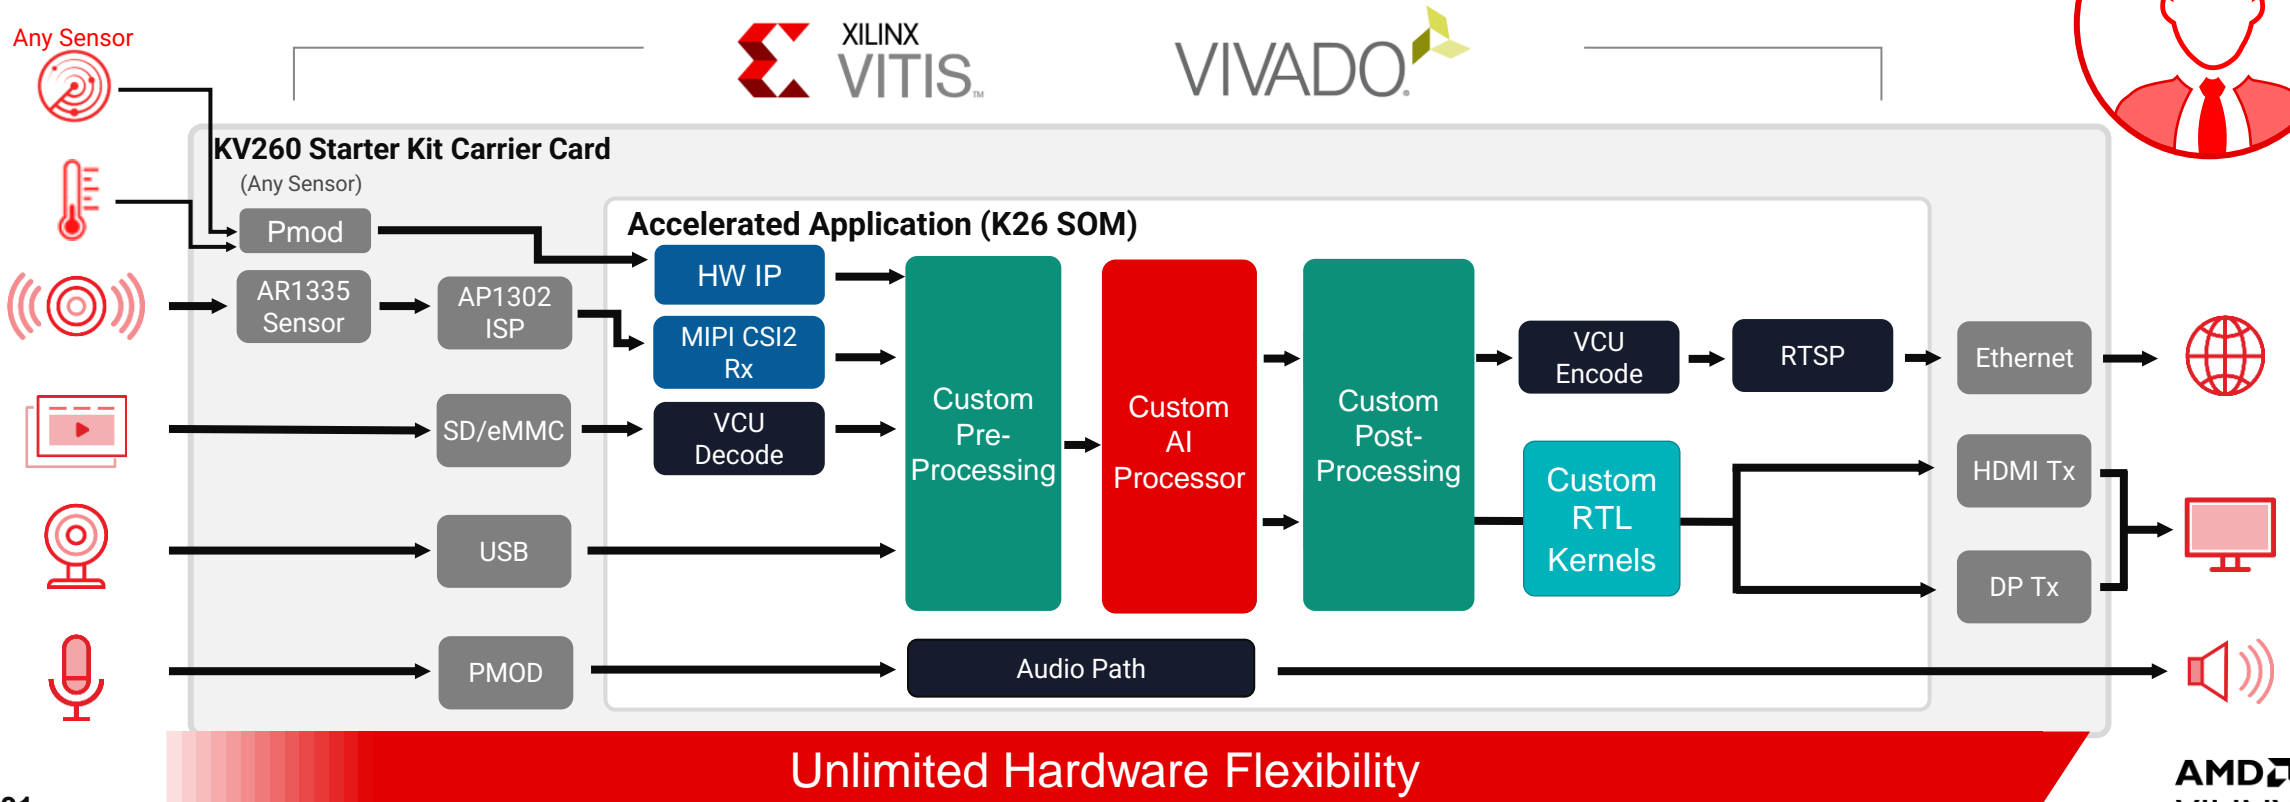 Any Sensor
XILINX
VITIS™
VIVADO®
KV260 Starter Kit Carrier Card
(Any Sensor)
Pmod
Accelerated Application (K26 SOM)
HW IP
AR1335
Sensor
AP1302
ISP
MIPI CSI2
Rx
SD/eMMC
VCU
Decode
USB
PMOD
Custom
Pre-
Processing
Custom
AI
Processor
Custom
Post-
Processing
VCU
Encode
RTSP
Ethernet
Custom
RTL
Kernels
HDMI Tx
DP Tx
Audio Path
Unlimited Hardware Flexibility
AMD